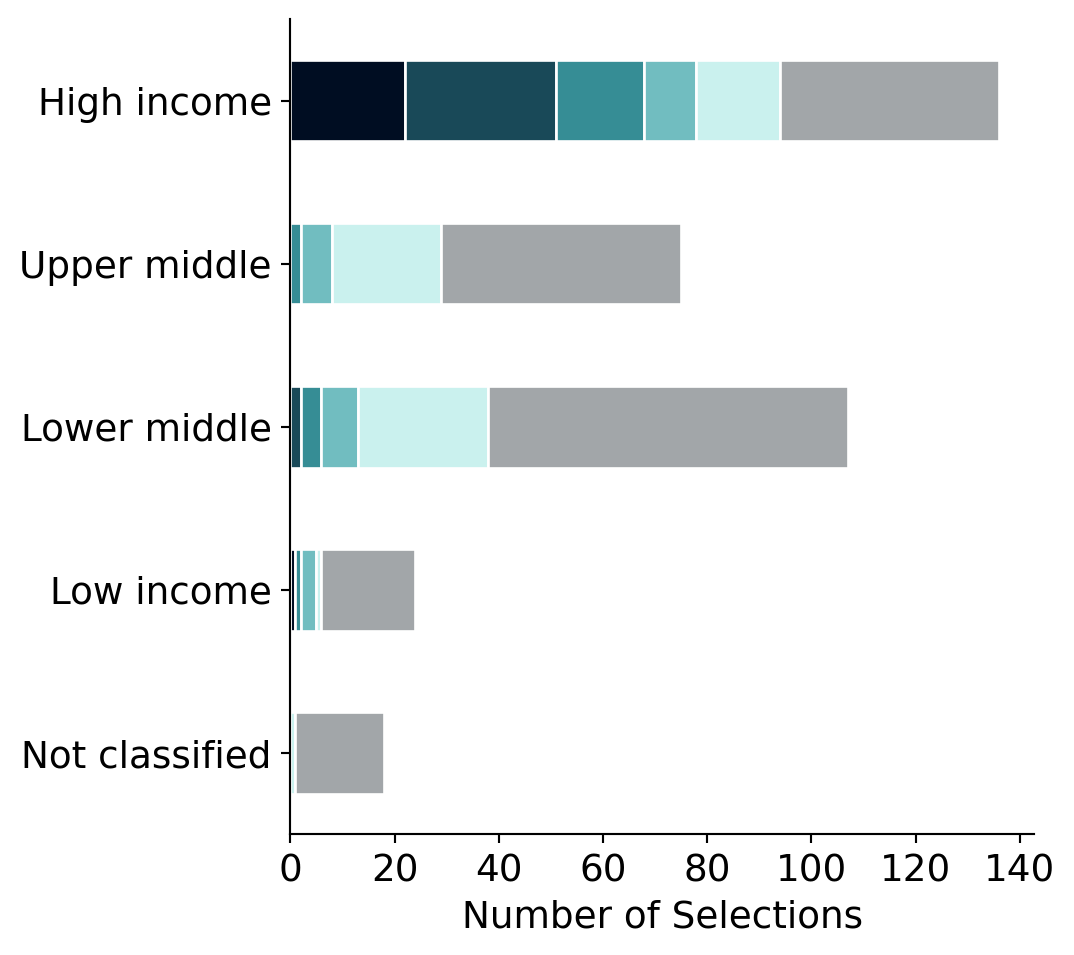 High income
Upper middle
Lower middle
Low income
Not classified
0 20 40 60 80 100 120 140
Number of Selections